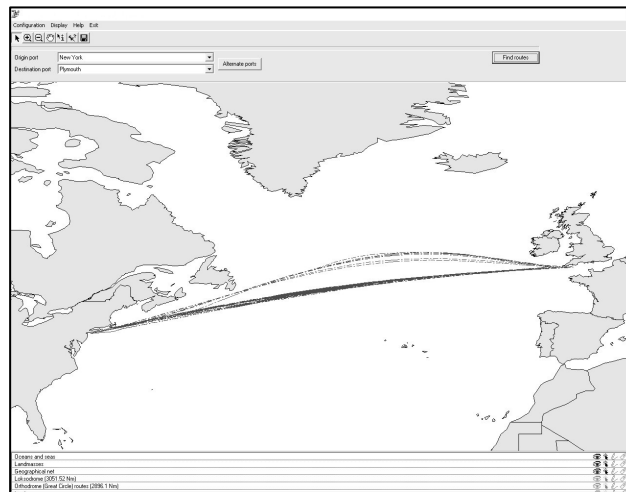 Configuration Display Help Exit
Origin port New York
Destination port Plymouth
Alternate ports
Find routes
Oceans and seas
Landmasses
Geographical net
Loksodrome (3051.52 Nm)
Orthodrome (Great Circle) routes (2896.1 Nm)